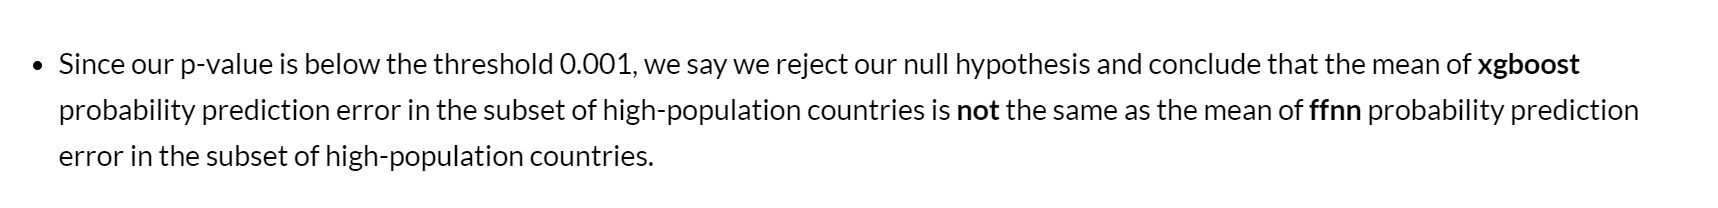 • Since our p-value is below the threshold 0.001, we say we reject our null hypothesis and conclude that the mean of xgboost
probability prediction error in the subset of high-population countries is not the same as the mean of ffnn probability prediction
error in the subset of high-population countries.